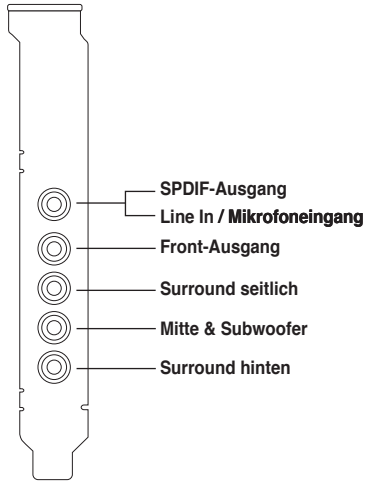 SPDIF-Ausgang
Line In / Mikrofoneingang
Front-Ausgang
Surround seitlich
Mitte & Subwoofer
Surround hinten